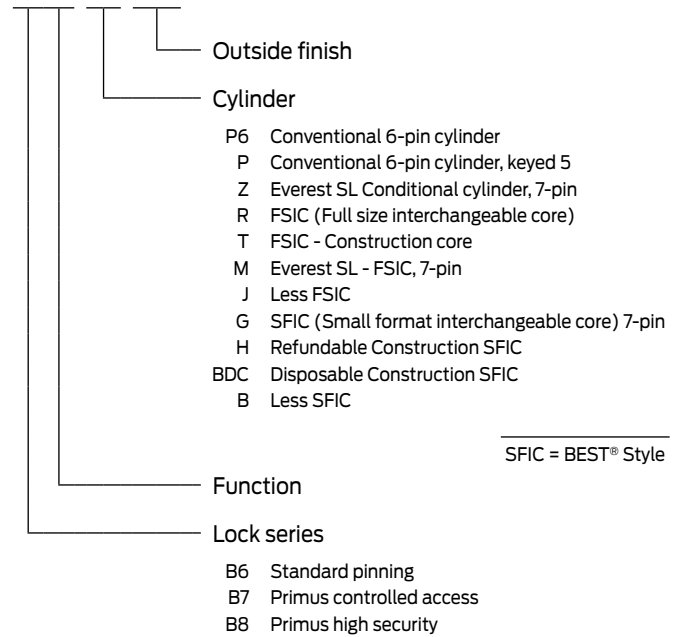 Outside finish
Cylinder
P6 Conventional 6-pin cylinder
P Conventional 6-pin cylinder, keyed 5
Z Everest SL Conditional cylinder, 7-pin
R FSIC (Full size interchangeable core)
T FSIC - Construction core
M Everest SL - FSIC, 7-pin
J Less FSIC
G SFIC (Small format interchangeable core) 7-pin
H Refundable Construction SFIC
BDC Disposable Construction SFIC
B Less SFIC
SFIC = BEST® Style
Function
Lock series
B6 Standard pinning
B7 Primus controlled access
B8 Primus high security